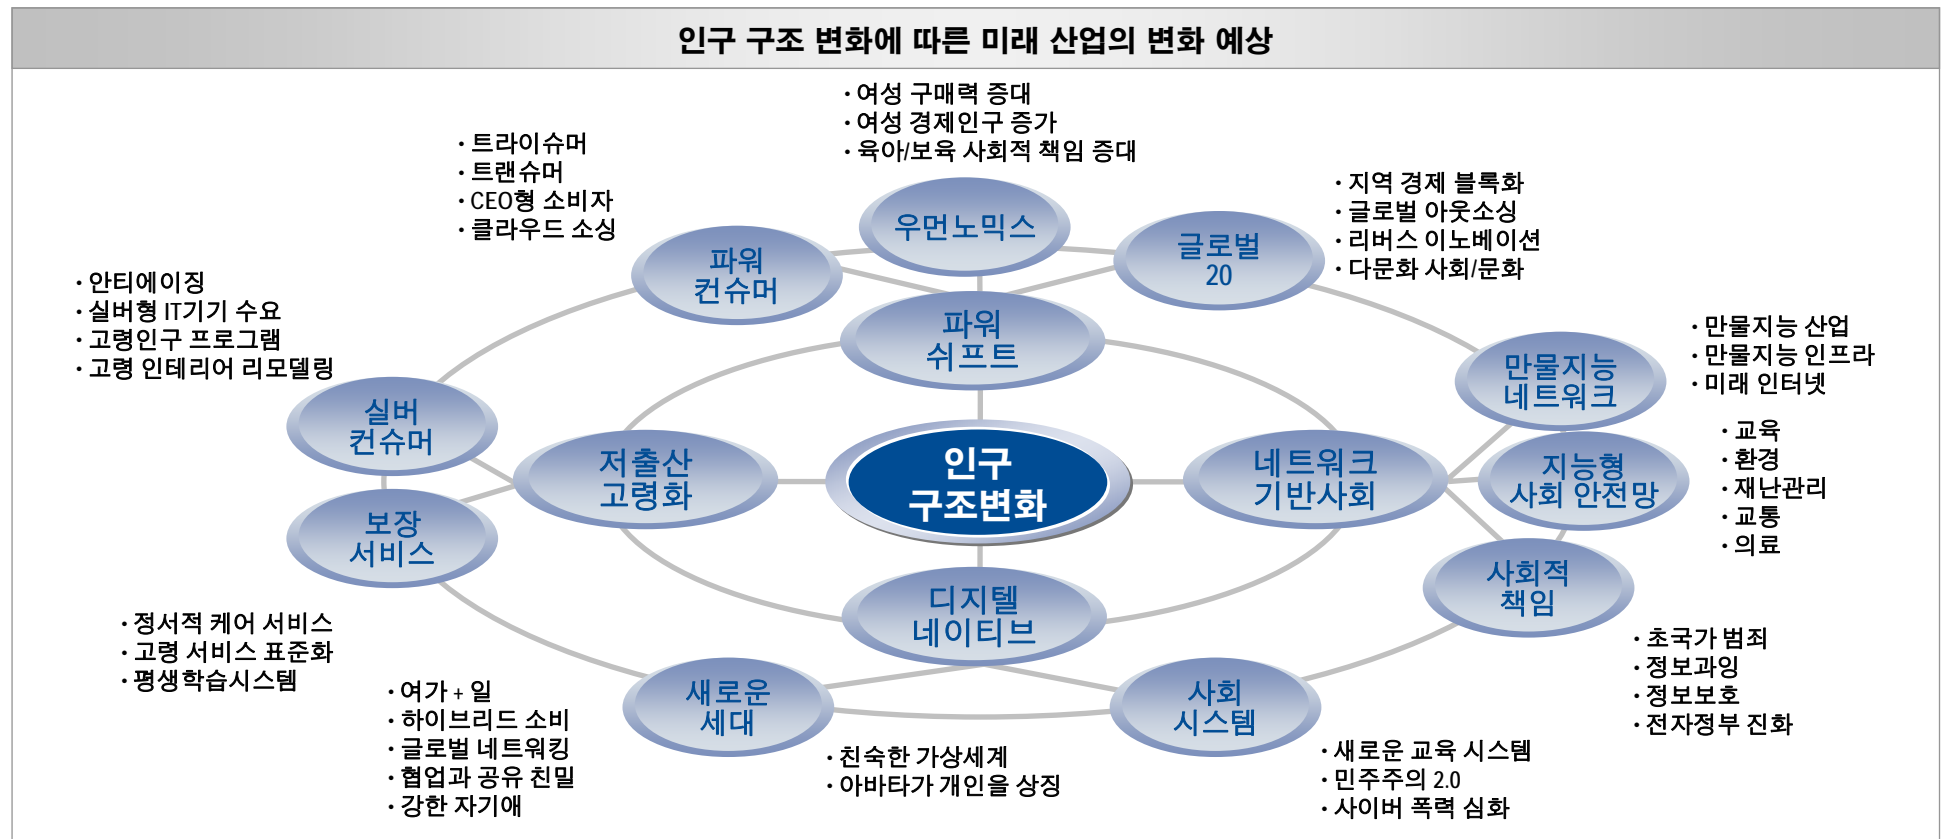 인구 구조 변화에 따른 미래 산업의 변화 예상
· 여성 구매력 증대
· 여성 경제인구 증가
· 육아/보육 사회적 책임 증대
· 트라이슈머
· 트랜슈머
· CEO형 소비자
· 클라우드 소싱
· 지역 경제 블록화
· 글로벌 아웃소싱
· 리버스 이노베이션
· 다문화 사회/문화
우먼노믹스
파워
컨슈머
글로벌
20
· 안티에이징
· 실버형 IT기기 수요
· 고령인구 프로그램
· 고령 인테리어 리모델링
파워
쉬프트
만물지능
네트워크
· 만물지능 산업
· 만물지능 인프라
· 미래 인터넷
실버
컨슈머
저출산
고령화
인구
구조변화
네트워크
기반사회
지능형
사회 안전망
· 교육
· 환경
· 재난관리
· 교통
· 의료
보장
서비스
디지텔
네이티브
사회적
책임
· 정서적 케어 서비스
· 고령 서비스 표준화
· 평생학습시스템
새로운
세대
사회
시스템
· 초국가 범죄
· 정보과잉
· 정보보호
· 전자정부 진화
· 여가 + 일
· 하이브리드 소비
· 글로벌 네트워킹
· 협업과 공유 친밀
· 강한 자기애
· 친숙한 가상세계
· 아바타가 개인을 상징
· 새로운 교육 시스템
· 민주주의 2.0
· 사이버 폭력 심화